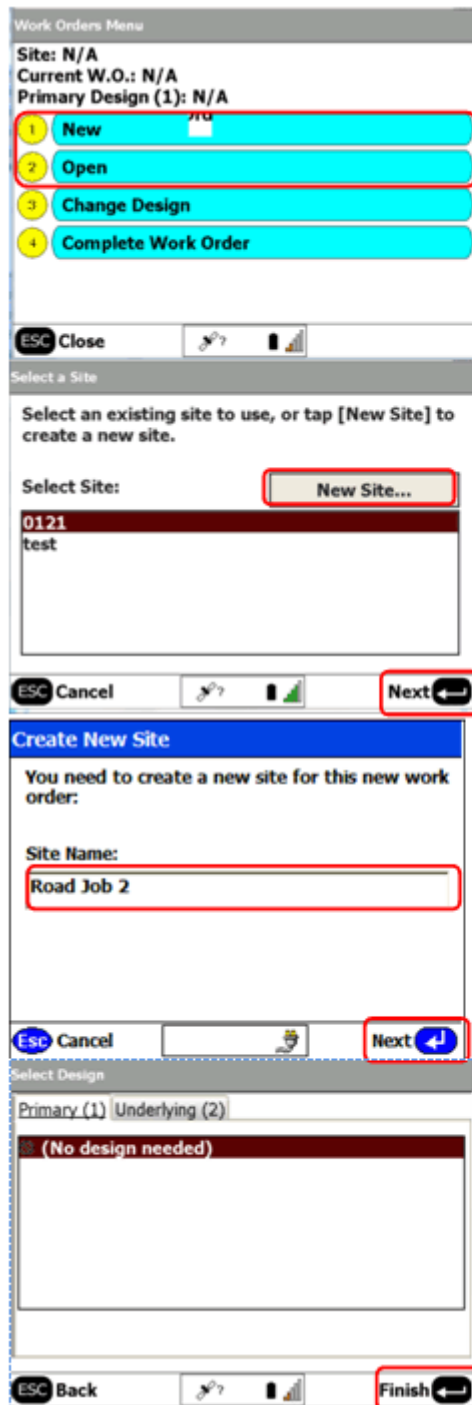 Work Orders Menu
Site: N/A
Current W.O.: N/A
Primary Design (1): N/A
1 New
2 Open
3 Change Design
4 Complete Work Order
ESC Close ?
Select a Site
Select an existing site to use, or tap [New Site] to
create a new site.
Select Site: New Site...
0121
test
ESC Cancel ? Next
Create New Site
You need to create a new site for this new work
order:
Site Name:
Road Job 2
Esc Cancel Next
Select Design
Primary (1) Underlying (2)
(No design needed)
ESC Back ? Finish